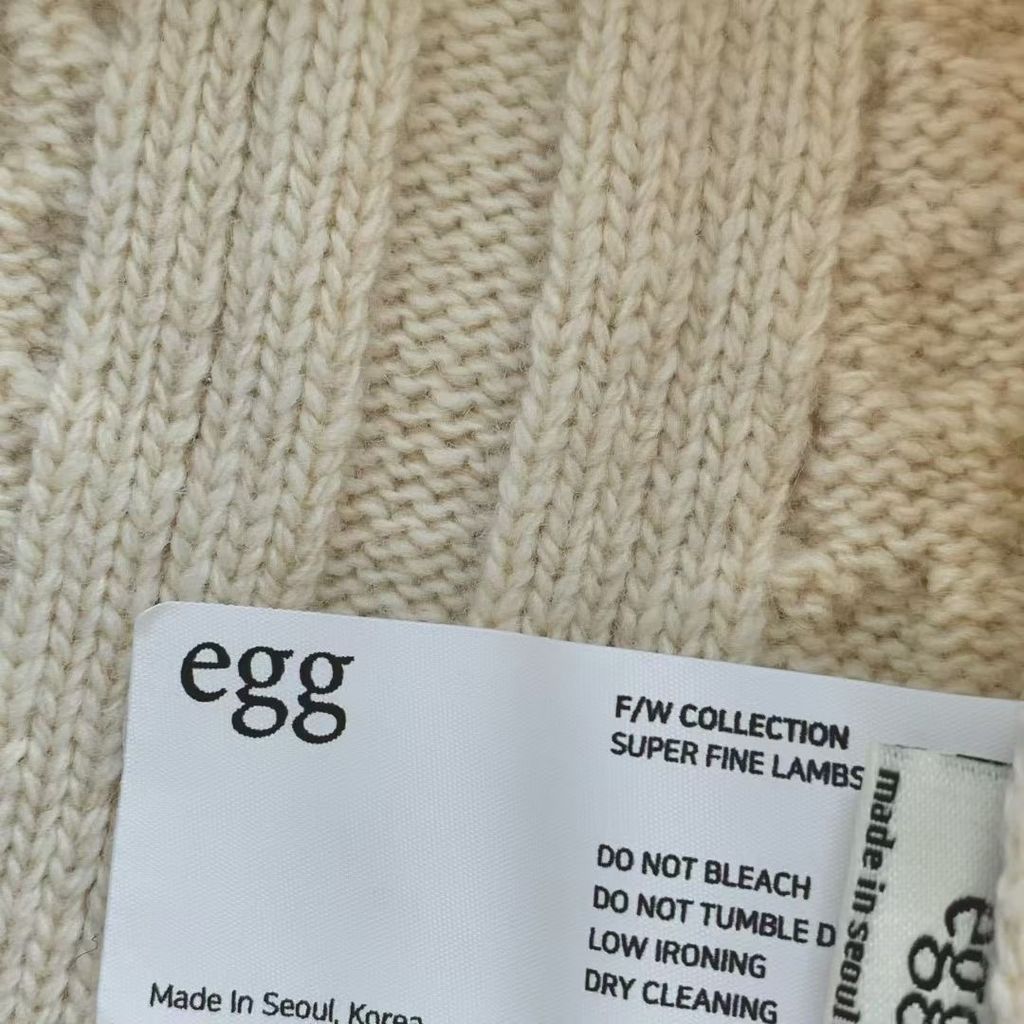 egg
F/W COLLECTION
SUPER FINE LAMBS
DO NOT BLEACH
DO NOT TUMBLE D
LOW IRONING
DRY CLEANING
Made In Seoul, Korea
made in seoul
egg
gg